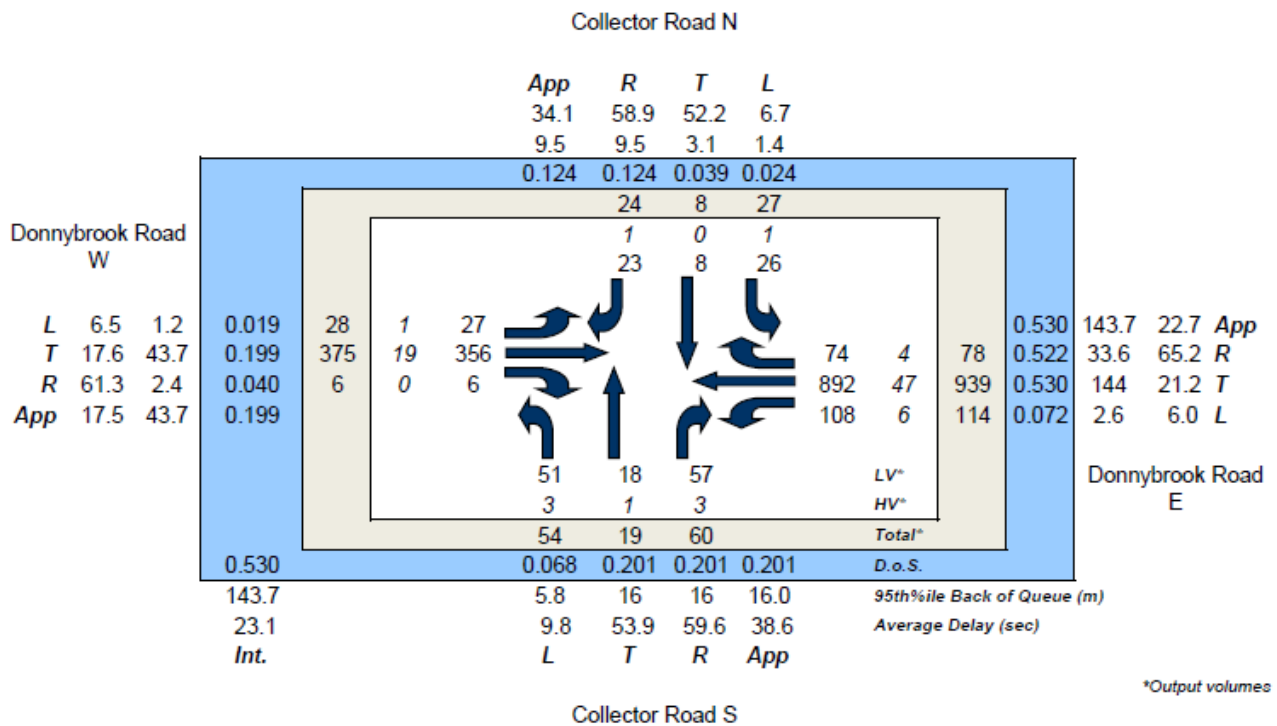 Collector Road N
App R T L
34.1 58.9 52.2 6.7
9.5 9.5 3.1 1.4
0.124 0.124 0.039 0.024
24 8 27
1 0 1
23 8 26
Donnybrook Road
W
L 6.5 1.2 0.019 28 1 27
T 17.6 43.7 0.199 375 19 356
R 61.3 2.4 0.040 6 0 6
App 17.5 43.7 0.199
0.530 143.7 22.7 App
74 4 78 0.522 33.6 65.2 R
892 47 939 0.530 144 21.2 T
108 6 114 0.072 2.6 6.0 L
Donnybrook Road
E
51 18 57 LV*
3 1 3 HV*
54 19 60 Total*
0.530 0.068 0.201 0.201 0.201 D.o.S.
143.7 5.8 16 16 16.0 95th%ile Back of Queue (m)
23.1 9.8 53.9 59.6 38.6 Average Delay (sec)
Int. L T R App
*Output volumes
Collector Road S